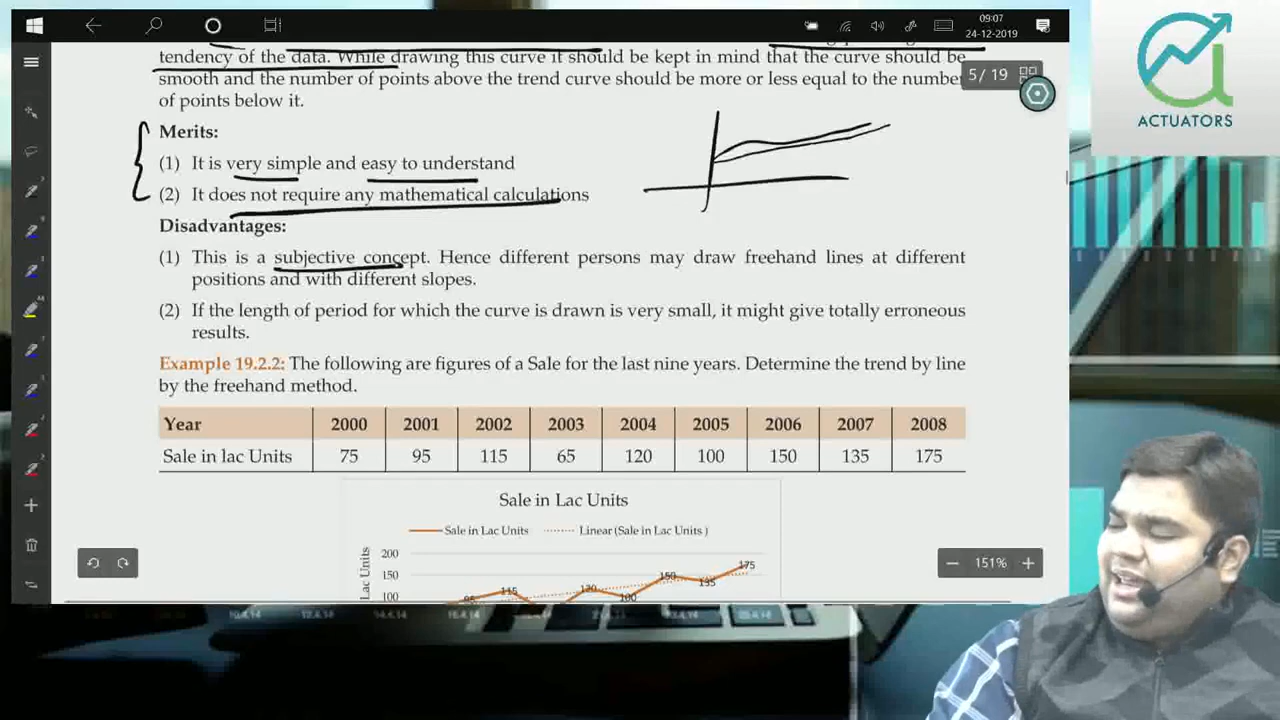 09:07
24-12-2019
ACTUATORS
5 / 19
tendency of the data. While drawing this curve it should be kept in mind that the curve should be
smooth and the number of points above the trend curve should be more or less equal to the number
of points below it.
Merits:
(1) It is very simple and easy to understand
(2) It does not require any mathematical calculations
Disadvantages:
(1) This is a subjective concept. Hence different persons may draw freehand lines at different
positions and with different slopes.
(2) If the length of period for which the curve is drawn is very small, it might give totally erroneous
results.
Example 19.2.2: The following are figures of a Sale for the last nine years. Determine the trend by line
by the freehand method.
Year 2000 2001 2002 2003 2004 2005 2006 2007 2008
Sale in lac Units 75 95 115 65 120 100 150 135 175
Sale in Lac Units
Sale in Lac Units Linear (Sale in Lac Units )
Lac Units
200
150
100
95 115 120 100 150 135 175
151%